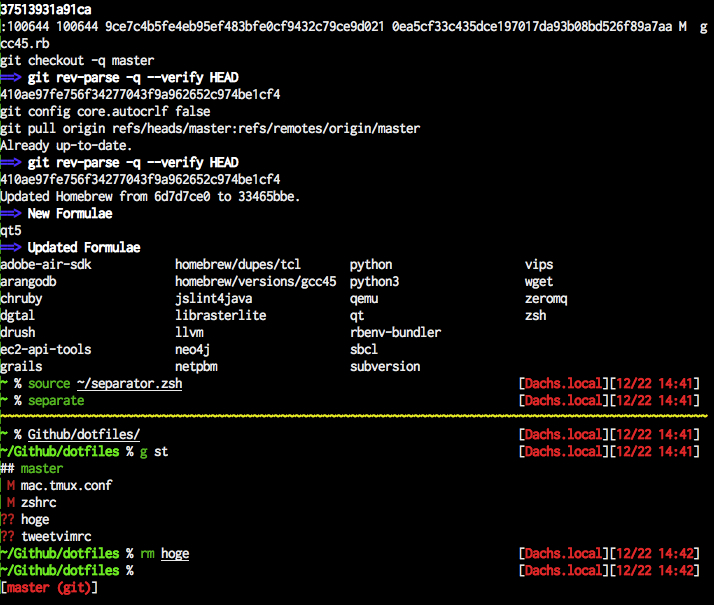 37513931a91ca
:100644 100644 9ce7c4b5fe4eb95ef483bfe0cf9432c79ce9d021 0ea5cf33c435dce197017da93b08bd526f89a7aa M  g
cc45.rb
git checkout -q master
==> git rev-parse -q --verify HEAD
410ae97fe756f34277043f9a962652c974be1cf4
git config core.autocrlf false
git pull origin refs/heads/master:refs/remotes/origin/master
Already up-to-date.
==> git rev-parse -q --verify HEAD
410ae97fe756f34277043f9a962652c974be1cf4
Updated Homebrew from 6d7d7ce0 to 33465bbe.
==> New Formulae
qt5
==> Updated Formulae
adobe-air-sdk homebrew/dupes/tcl python vips
arangodb homebrew/versions/gcc45 python3 wget
chruby jslint4java qemu zeromq
dgtal librasterlite qt zsh
drush llvm rbenv-bundler
ec2-api-tools neo4j sbcl
grails netpbm subversion
~ % source ~/separator.zsh [Dachs.local][12/22 14:41]
~ % separate [Dachs.local][12/22 14:41]
~ % Github/dotfiles/ [Dachs.local][12/22 14:41]
~/Github/dotfiles % g st [Dachs.local][12/22 14:41]
## master
 M mac.tmux.conf
 M zshrc
?? hoge
?? tweetvimrc
~/Github/dotfiles % rm hoge [Dachs.local][12/22 14:42]
~/Github/dotfiles % [Dachs.local][12/22 14:42]
[master (git)]